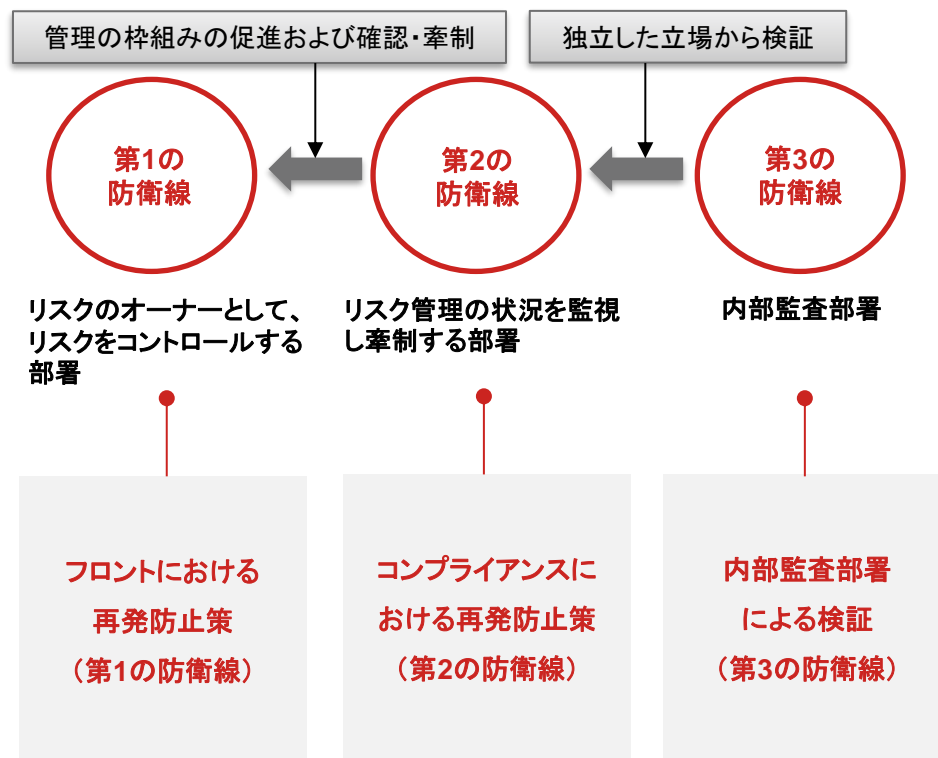 管理の枠組みの促進および確認・牽制
独立した立場から検証
第1の
防衛線
第2の
防衛線
第3の
防衛線
リスクのオーナーとして、
リスクをコントロールする
部署
リスク管理の状況を監視
し牽制する部署
内部監査部署
フロントにおける
再発防止策
（第1の防衛線）
コンプライアンスに
おける再発防止策
（第2の防衛線）
内部監査部署
による検証
（第3の防衛線）